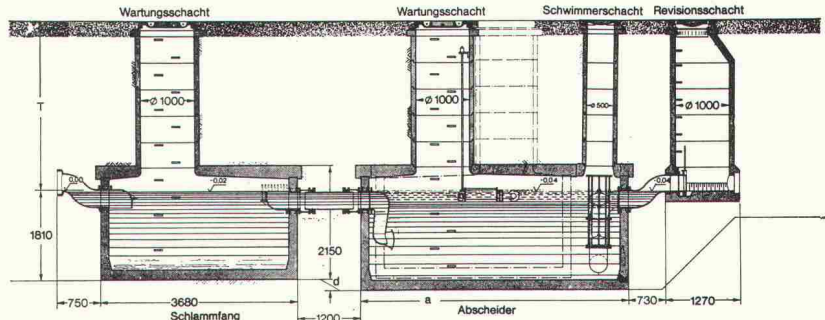 Wartungsschacht
Wartungsschacht
Schwimmerschacht
Revisionsschacht
T
Ø 1000
Ø 1000
Ø 500
Ø 1000
0,00
-0,02
-0,04
-0,04
1810
2150
d
750
3680
1200
a
730
1270
Schlammfang
Abscheider